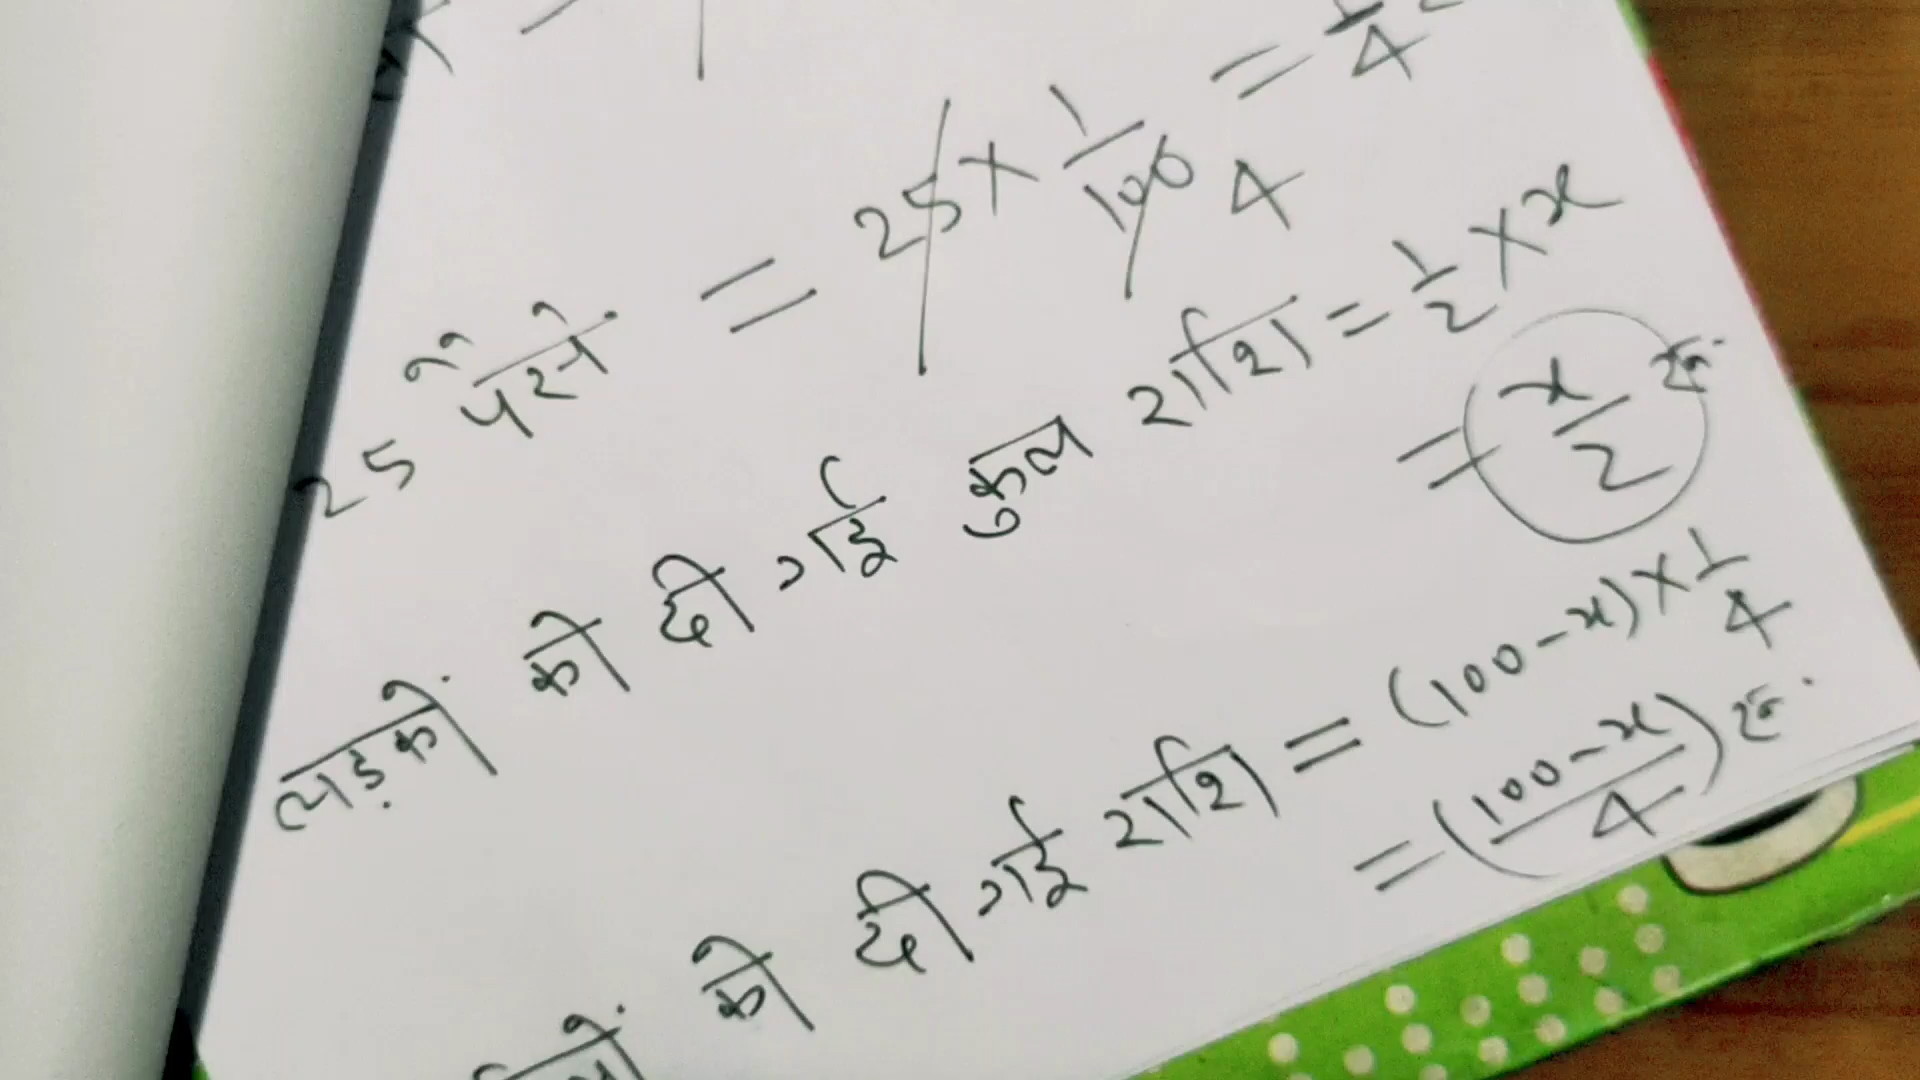 25 पैसे = 25 × 1/100 4 = 1/4
लड़कों को दी गई कुल राशि = 1/2 × x
= x/2 रु.
को दी गई राशि = (100-x) × 1/4
= (100-x)/4 रु.